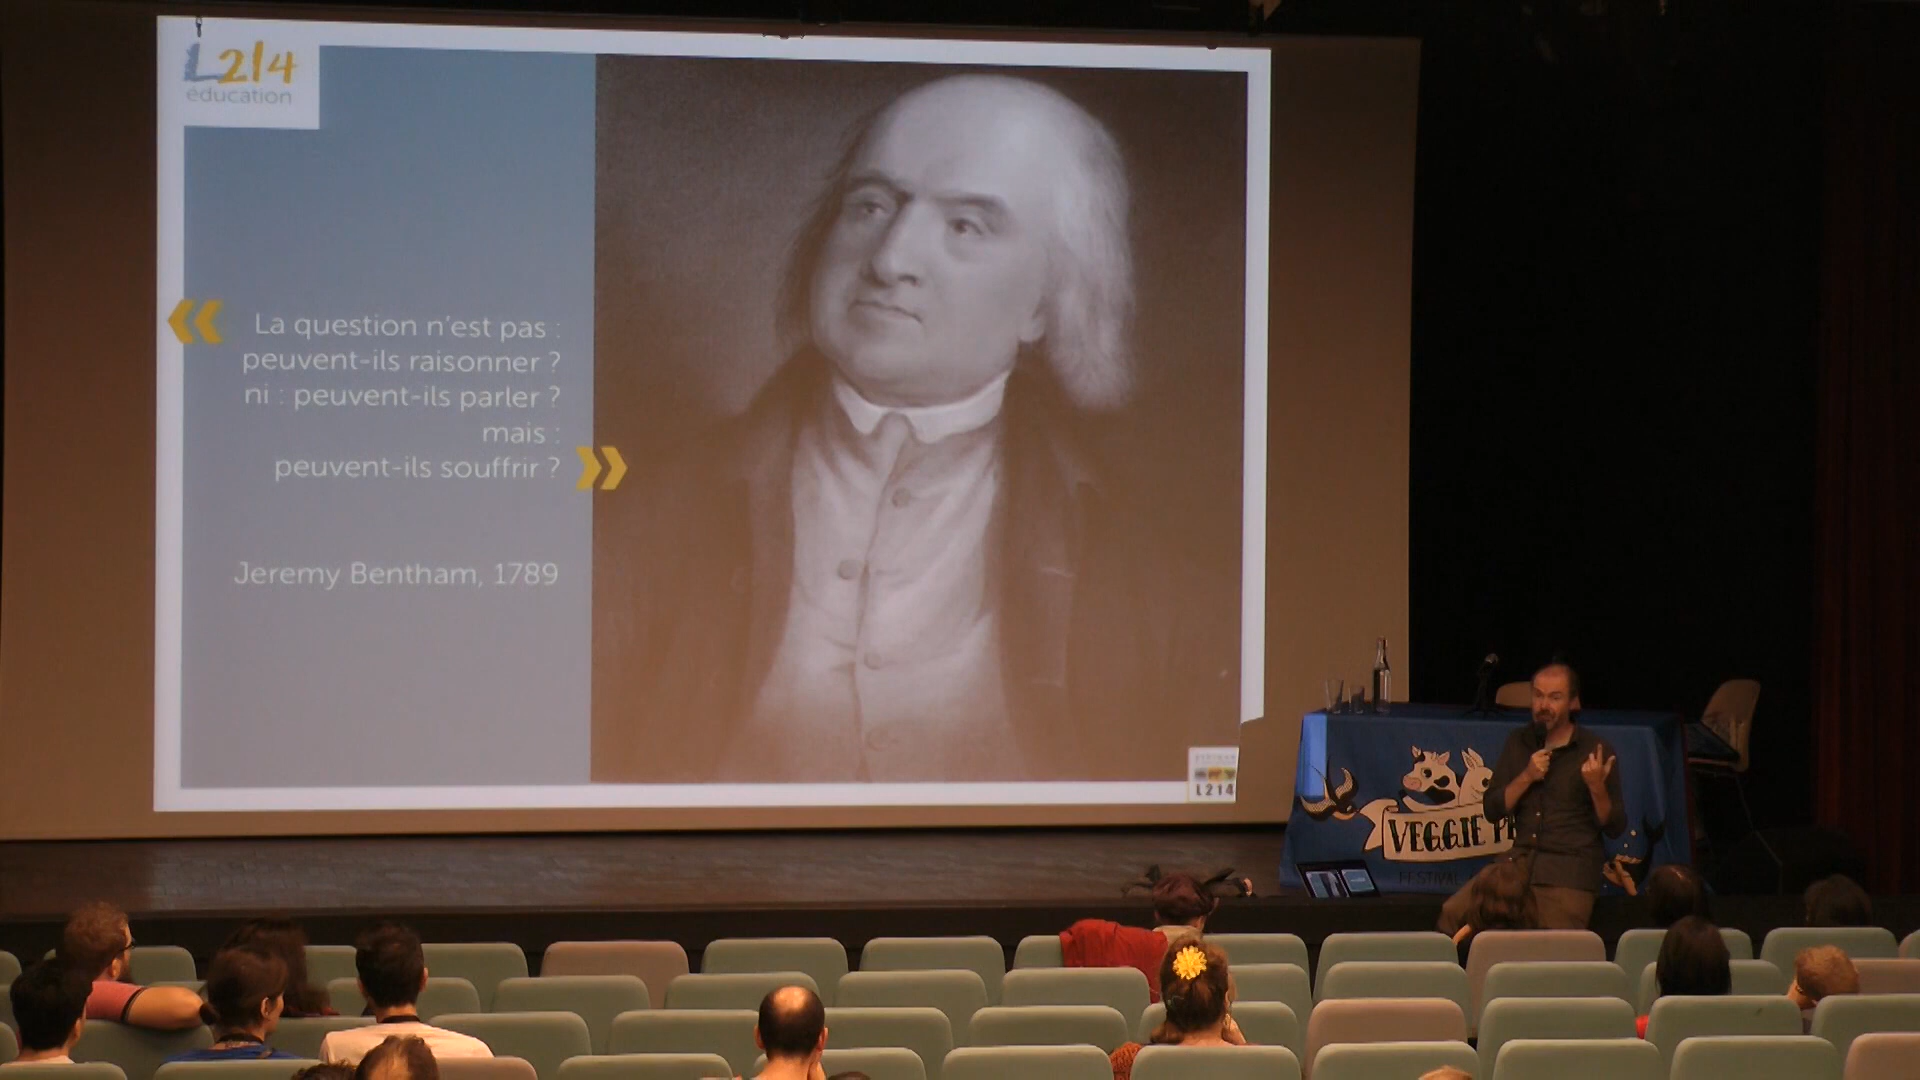 L214
éducation
« La question n'est pas :
peuvent-ils raisonner ?
ni : peuvent-ils parler ?
mais :
peuvent-ils souffrir ? »
Jeremy Bentham, 1789
L214
VEGGIE
FESTIVAL